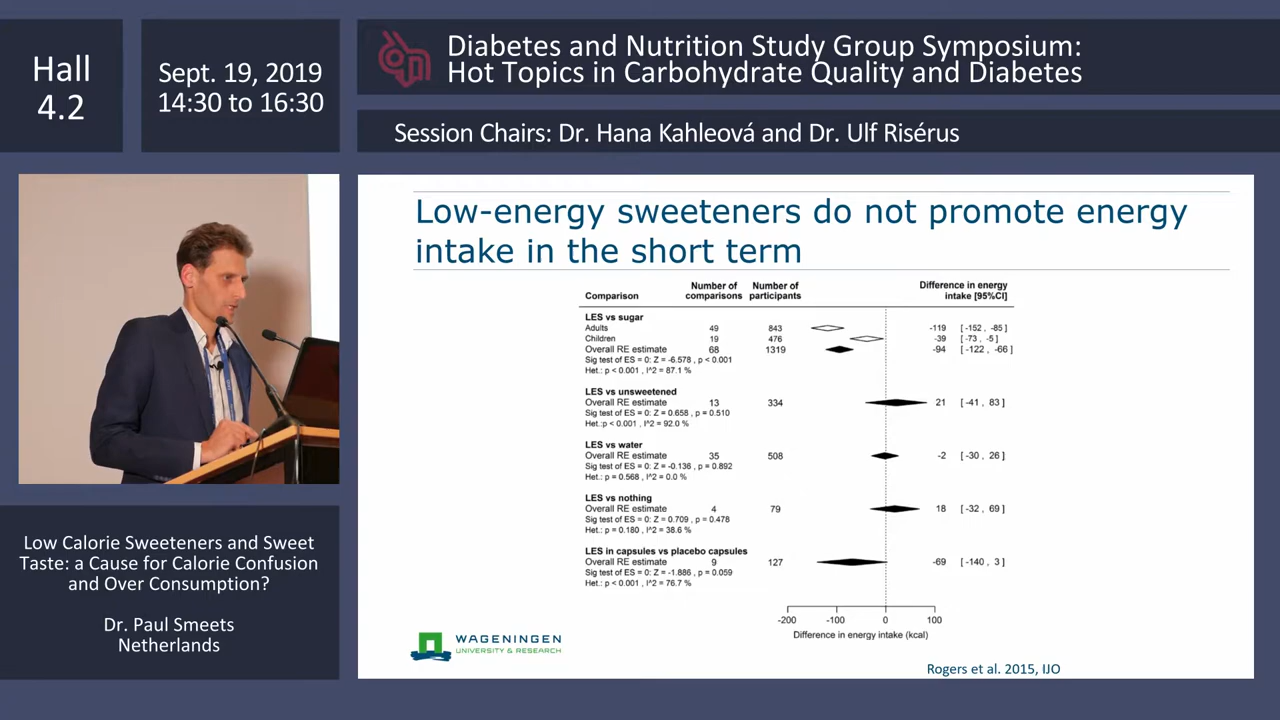 Hall
4.2
Sept. 19, 2019
14:30 to 16:30
Diabetes and Nutrition Study Group Symposium:
Hot Topics in Carbohydrate Quality and Diabetes
Session Chairs: Dr. Hana Kahleová and Dr. Ulf Risérus
Low-energy sweeteners do not promote energy
intake in the short term
Comparison Number of comparisons Number of participants Difference in energy intake [95%CI]
LES vs sugar
Adults 49 843 -119 [ -152 , -85 ]
Children 19 476 -39 [ -73 , -5 ]
Overall RE estimate 68 1319 -94 [ -122 , -66 ]
Sig test of ES = 0: Z = -6.578 , p < 0.001
Het.: p < 0.001 , I^2 = 87.1 %
LES vs unsweetened
Overall RE estimate 13 334 21 [ -41 , 83 ]
Sig test of ES = 0: Z = 0.658 , p = 0.510
Het.:p < 0.001 , I^2 = 92.0 %
LES vs water
Overall RE estimate 35 508 -2 [ -30 , 26 ]
Sig test of ES = 0: Z = -0.136 , p = 0.892
Het.: p = 0.568 , I^2 = 0.0 %
LES vs nothing
Overall RE estimate 4 79 18 [ -32 , 69 ]
Sig test of ES = 0: Z = 0.709 , p = 0.478
Het.: p = 0.180 , I^2 = 38.6 %
LES in capsules vs placebo capsules
Overall RE estimate 9 127 -69 [ -140 , 3 ]
Sig test of ES = 0: Z = -1.886 , p = 0.059
Het.: p < 0.001 , I^2 = 76.7 %
-200 -100 0 100
Difference in energy intake (kcal)
WAGENINGEN
UNIVERSITY & RESEARCH
Rogers et al. 2015, IJO
Low Calorie Sweeteners and Sweet
Taste: a Cause for Calorie Confusion
and Over Consumption?
Dr. Paul Smeets
Netherlands